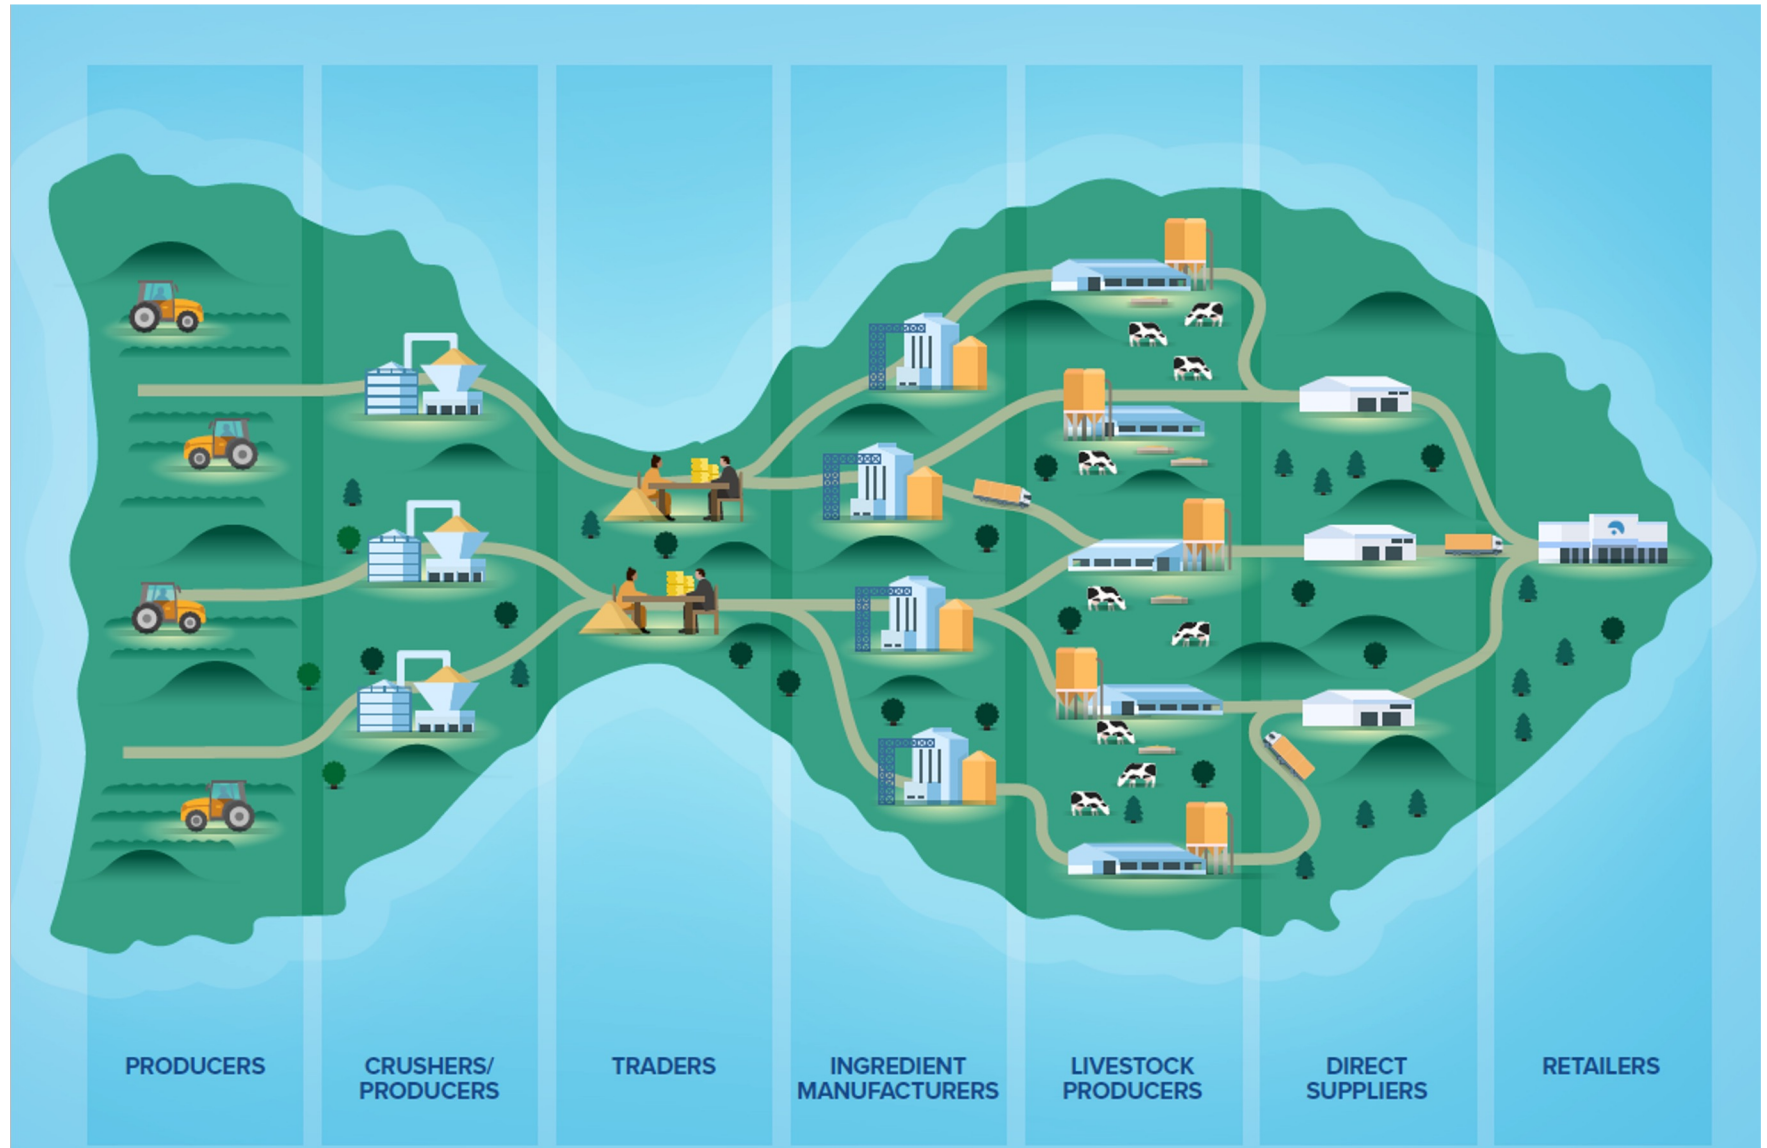 PRODUCERS
CRUSHERS/
PRODUCERS
TRADERS
INGREDIENT
MANUFACTURERS
LIVESTOCK
PRODUCERS
DIRECT
SUPPLIERS
RETAILERS